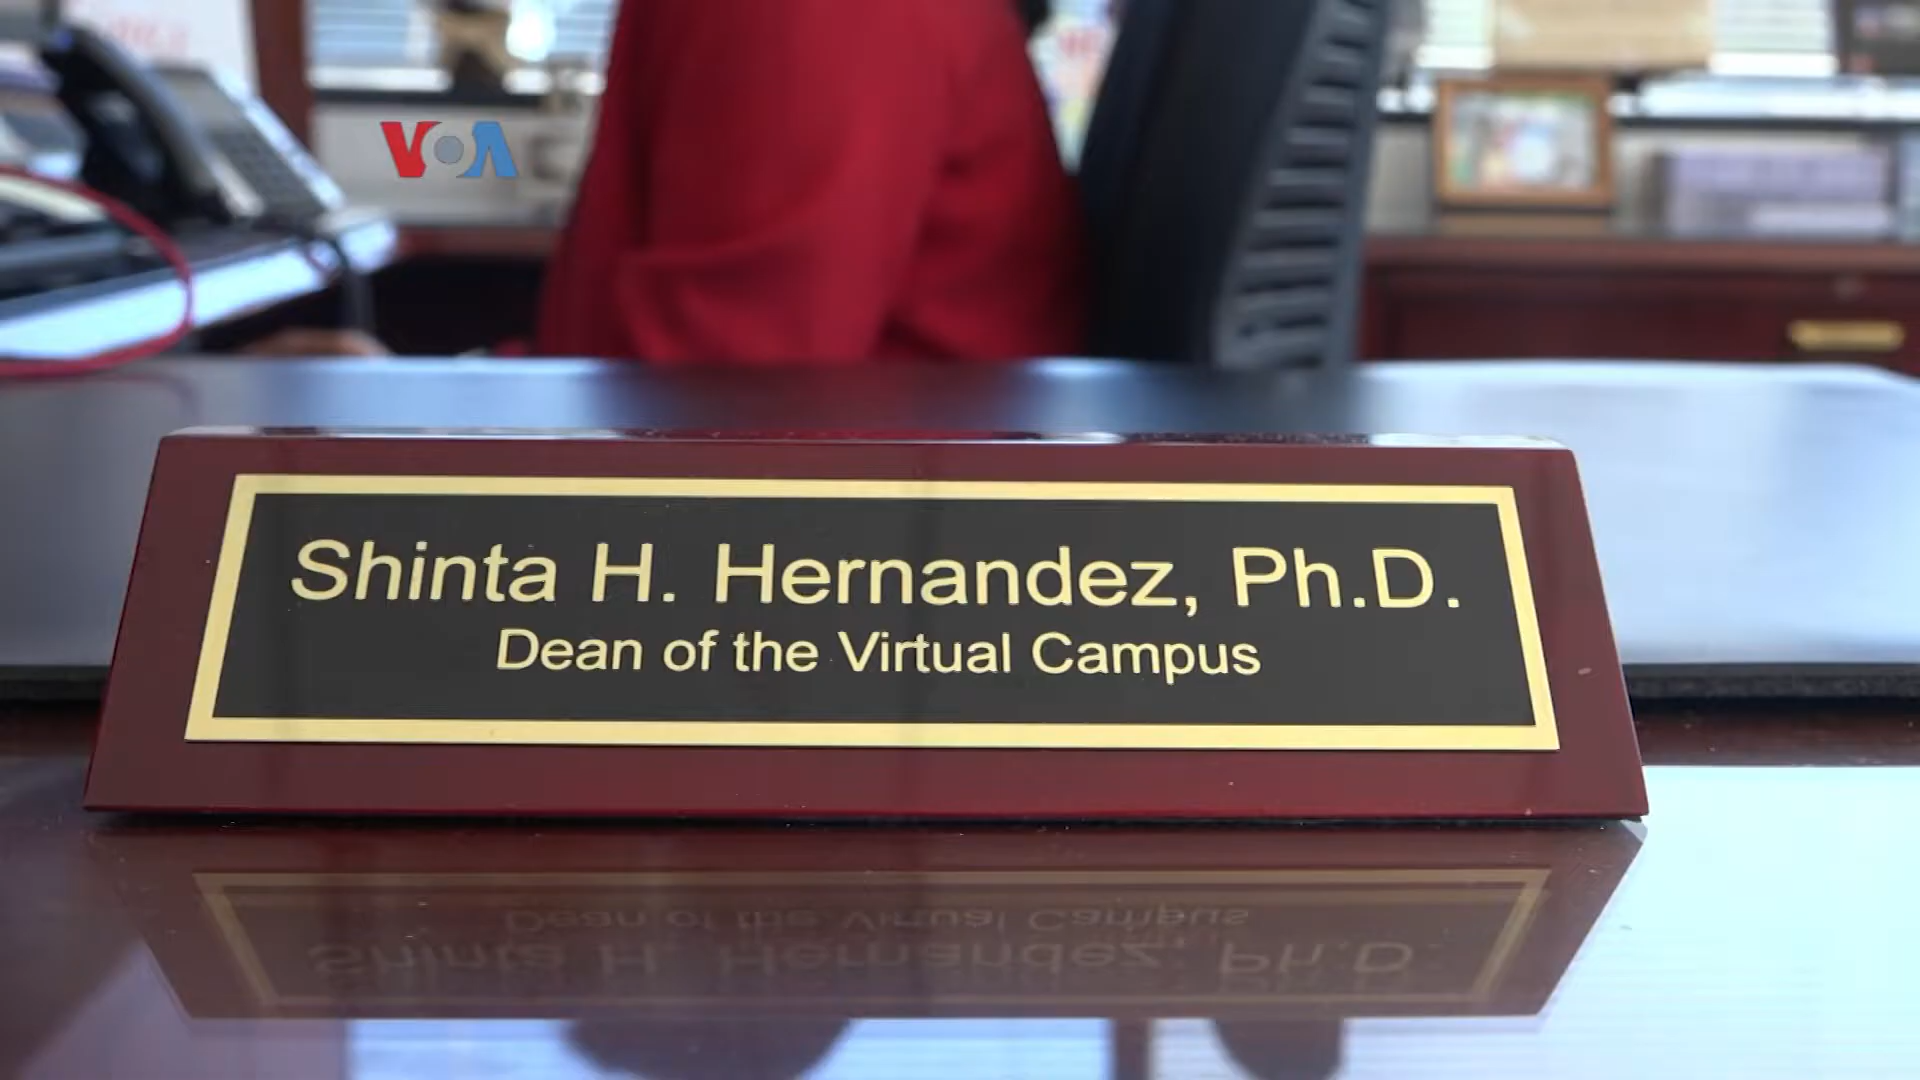 VOA
Shinta H. Hernandez, Ph.D.
Dean of the Virtual Campus